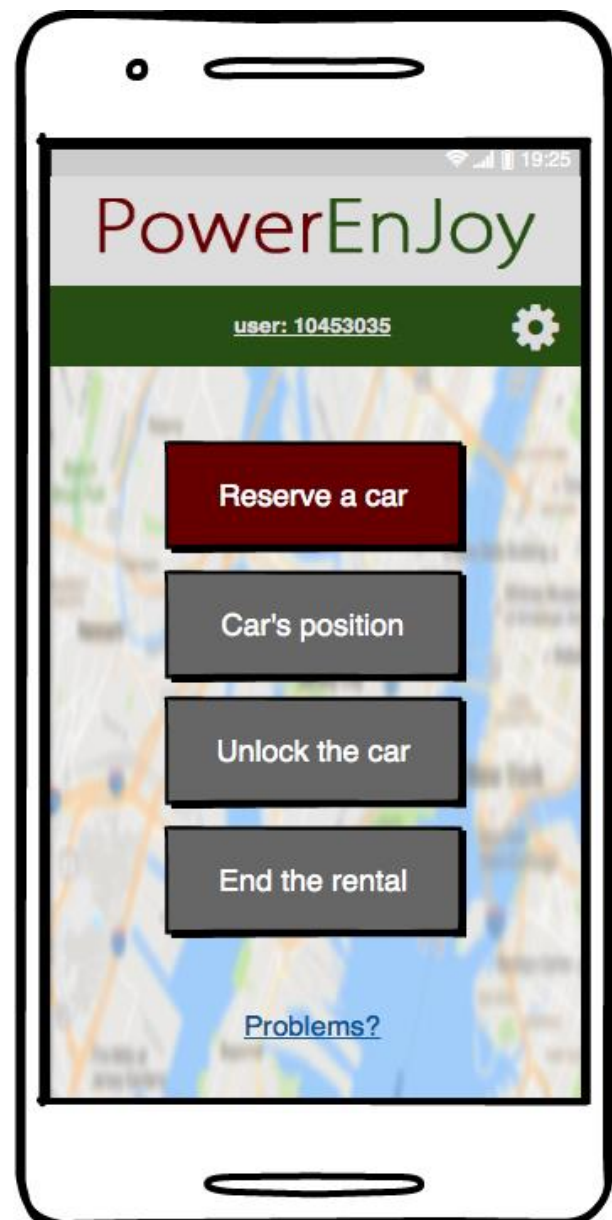 19:25
PowerEnJoy
user: 10453035
Reserve a car
Car's position
Unlock the car
End the rental
Problems?